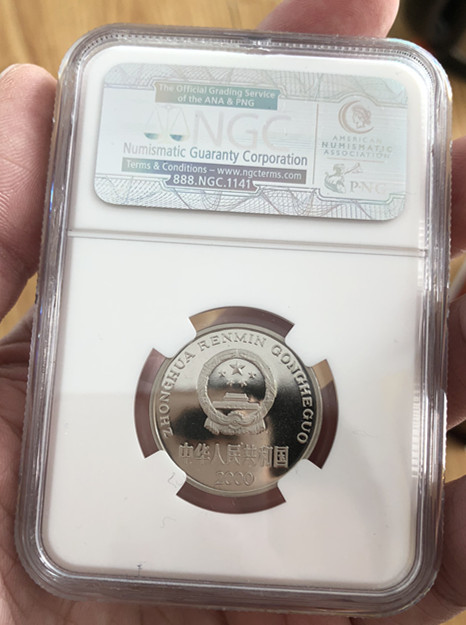 The Official Grading Service
of the ANA & PNG
NGC
Numismatic Guaranty Corporation
Terms & Conditions – www.ngcterms.com
888.NGC.1141
AMERICAN
NUMISMATIC
ASSOCIATION
P·N·G
ZHONGHUA RENMIN GONGHEGUO
中华人民共和国
2000